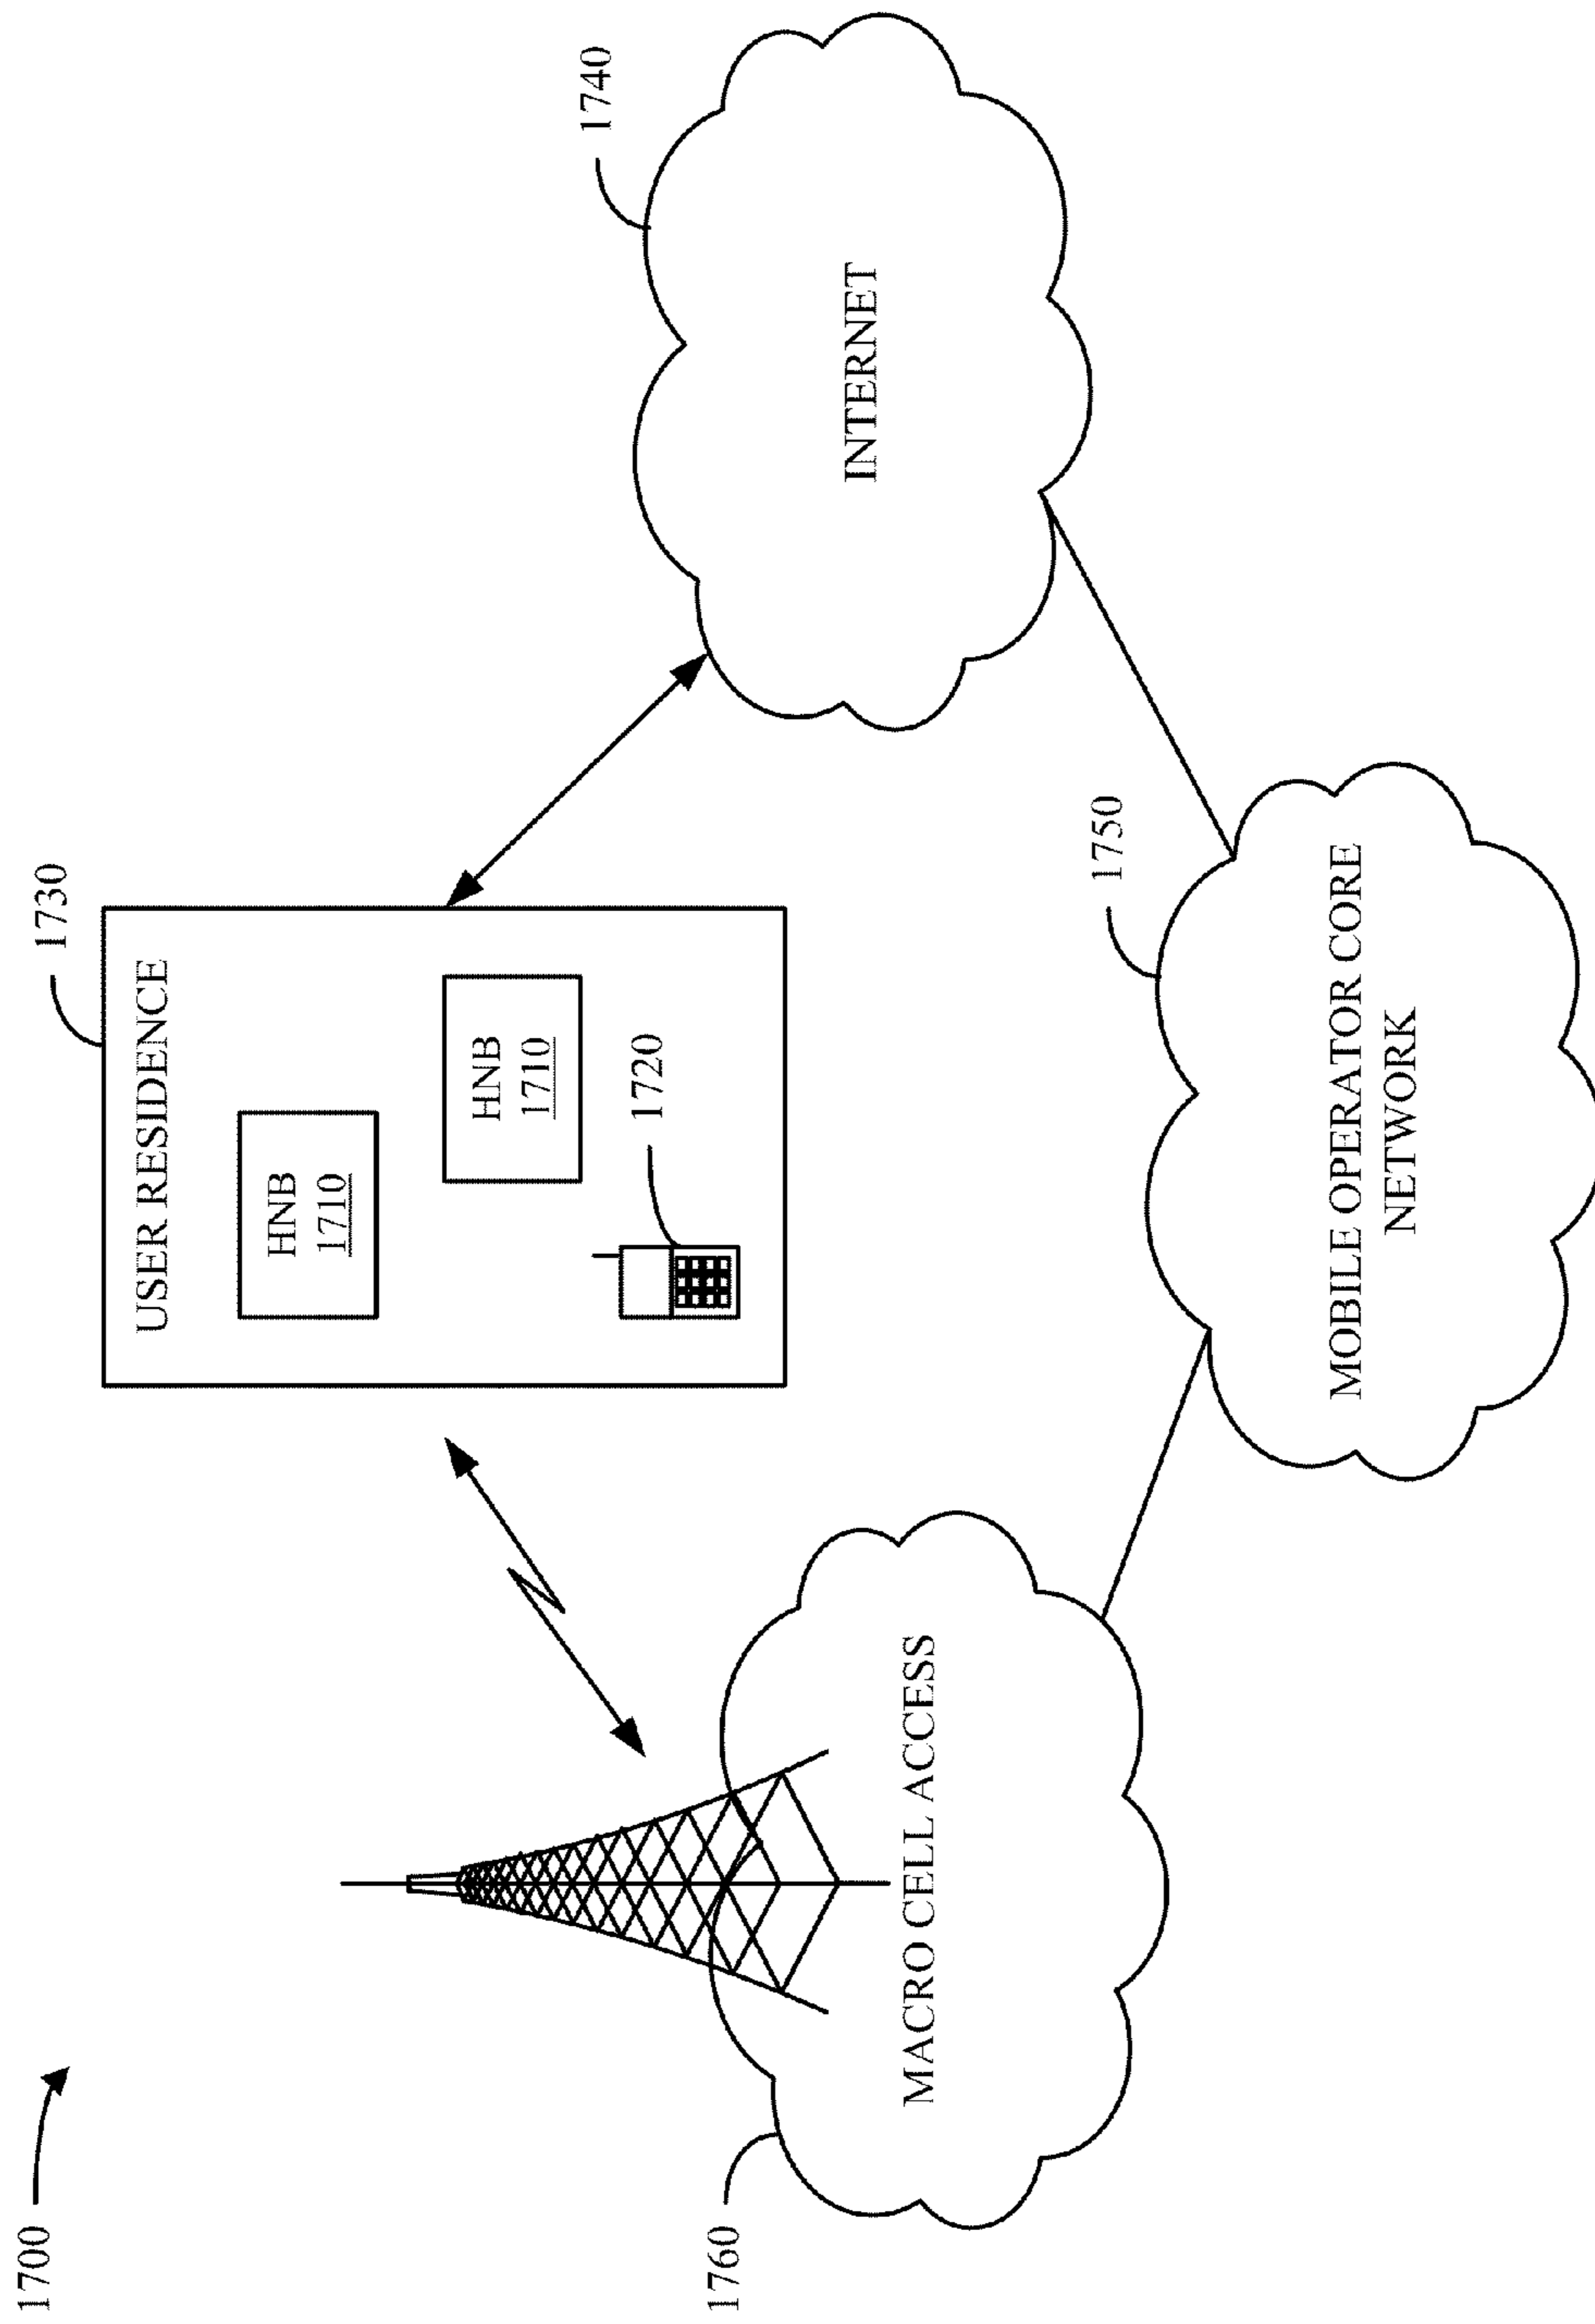 1700
1730
USER RESIDENCE
HNB
1710
HNB
1710
1720
1740
INTERNET
1760
MACRO CELL ACCESS
1750
MOBILE OPERATOR CORE
NETWORK